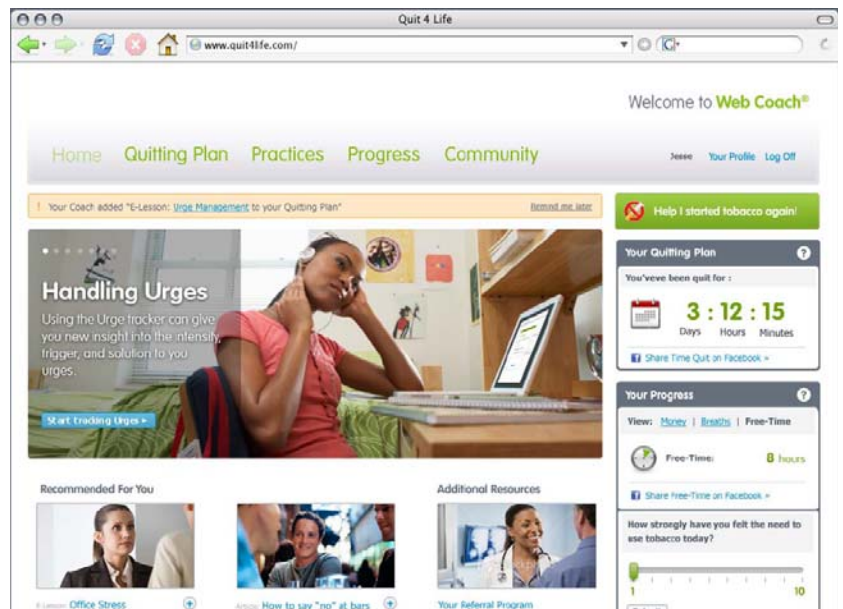 Quit 4 Life
www.quit4life.com/
Welcome to Web Coach®
Home Quitting Plan Practices Progress Community
Jesse Your Profile Log Off
! Your Coach added "E-Lesson: Urge Management to your Quitting Plan"
Remind me later
Help I started tobacco again!
Handling Urges
Using the Urge tracker can give
you new insight into the intensity,
trigger, and solution to you
urges.
Start tracking Urges »
Your Quitting Plan ?
You'veve been quit for :
3 : 12 : 15
Days Hours Minutes
Share Time Quit on Facebook »
Your Progress ?
View: Money | Breaths | Free-Time
Free-Time: 8 hours
Share Free-Time on Facebook »
How strongly have you felt the need to
use tobacco today?
1 10
Recommended For You
Additional Resources
E-Lesson: Office Stress
Article: How to say "no" at bars
Your Referral Program